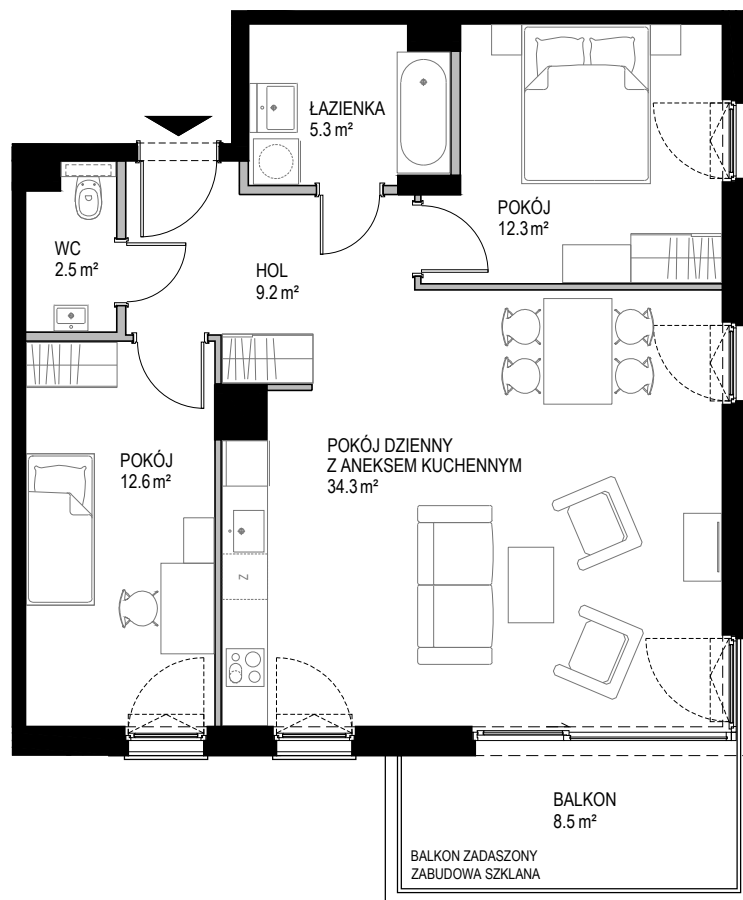 ŁAZIENKA
5.3 m²
POKÓJ
12.3 m²
WC
2.5 m²
HOL
9.2 m²
POKÓJ
12.6 m²
POKÓJ DZIENNY
Z ANEKSEM KUCHENNYM
34.3 m²
Z
BALKON
8.5 m²
BALKON ZADASZONY
ZABUDOWA SZKLANA